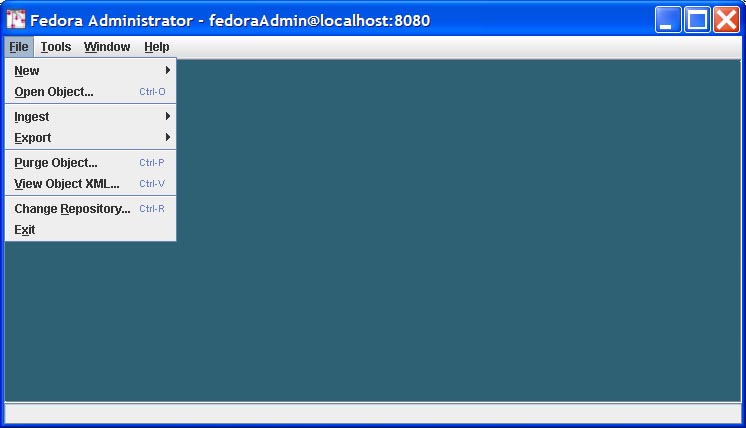 Fedora Administrator - fedoraAdmin@localhost:8080
File Tools Window Help
New
Open Object... Ctrl-O
Ingest
Export
Purge Object... Ctrl-P
View Object XML... Ctrl-V
Change Repository... Ctrl-R
Exit